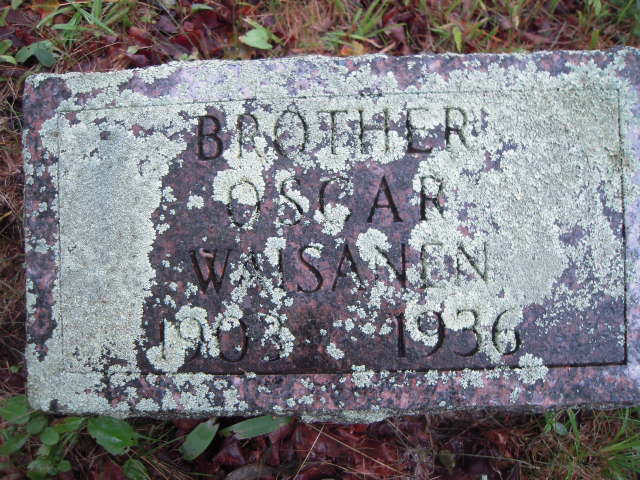 BROTHER
OSCAR
WAISANEN
1903 1936